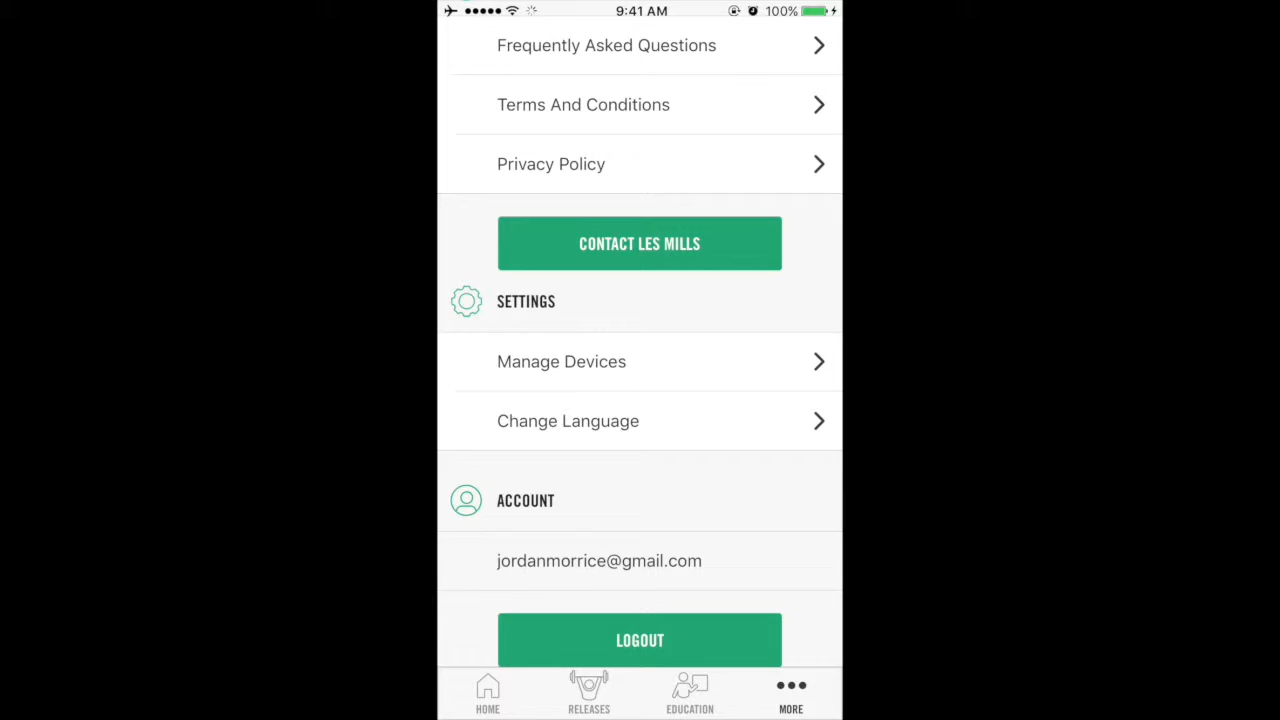 9:41 AM 100%
Frequently Asked Questions
Terms And Conditions
Privacy Policy
CONTACT LES MILLS
SETTINGS
Manage Devices
Change Language
ACCOUNT
jordanmorrice@gmail.com
LOGOUT
HOME RELEASES EDUCATION MORE